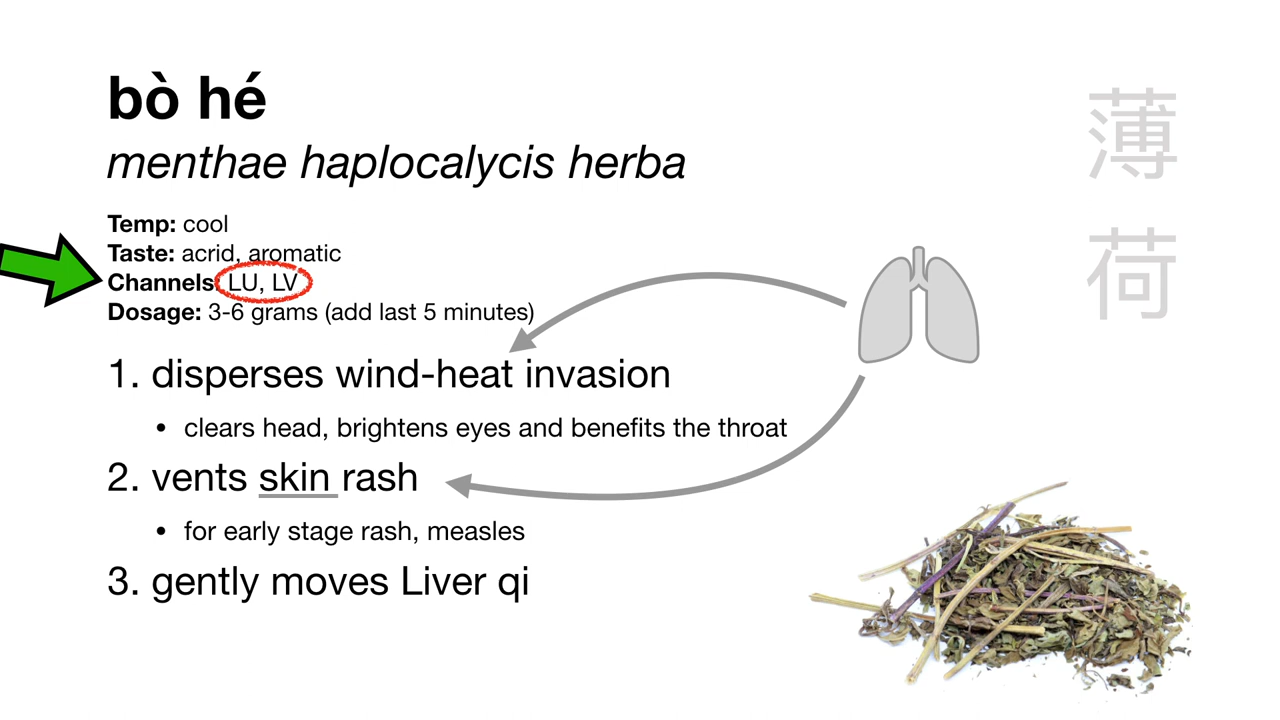 bò hé
menthae haplocalycis herba
Temp: cool
Taste: acrid, aromatic
Channels: LU, LV
Dosage: 3-6 grams (add last 5 minutes)
1. disperses wind-heat invasion
• clears head, brightens eyes and benefits the throat
2. vents skin rash
• for early stage rash, measles
3. gently moves Liver qi
薄
荷